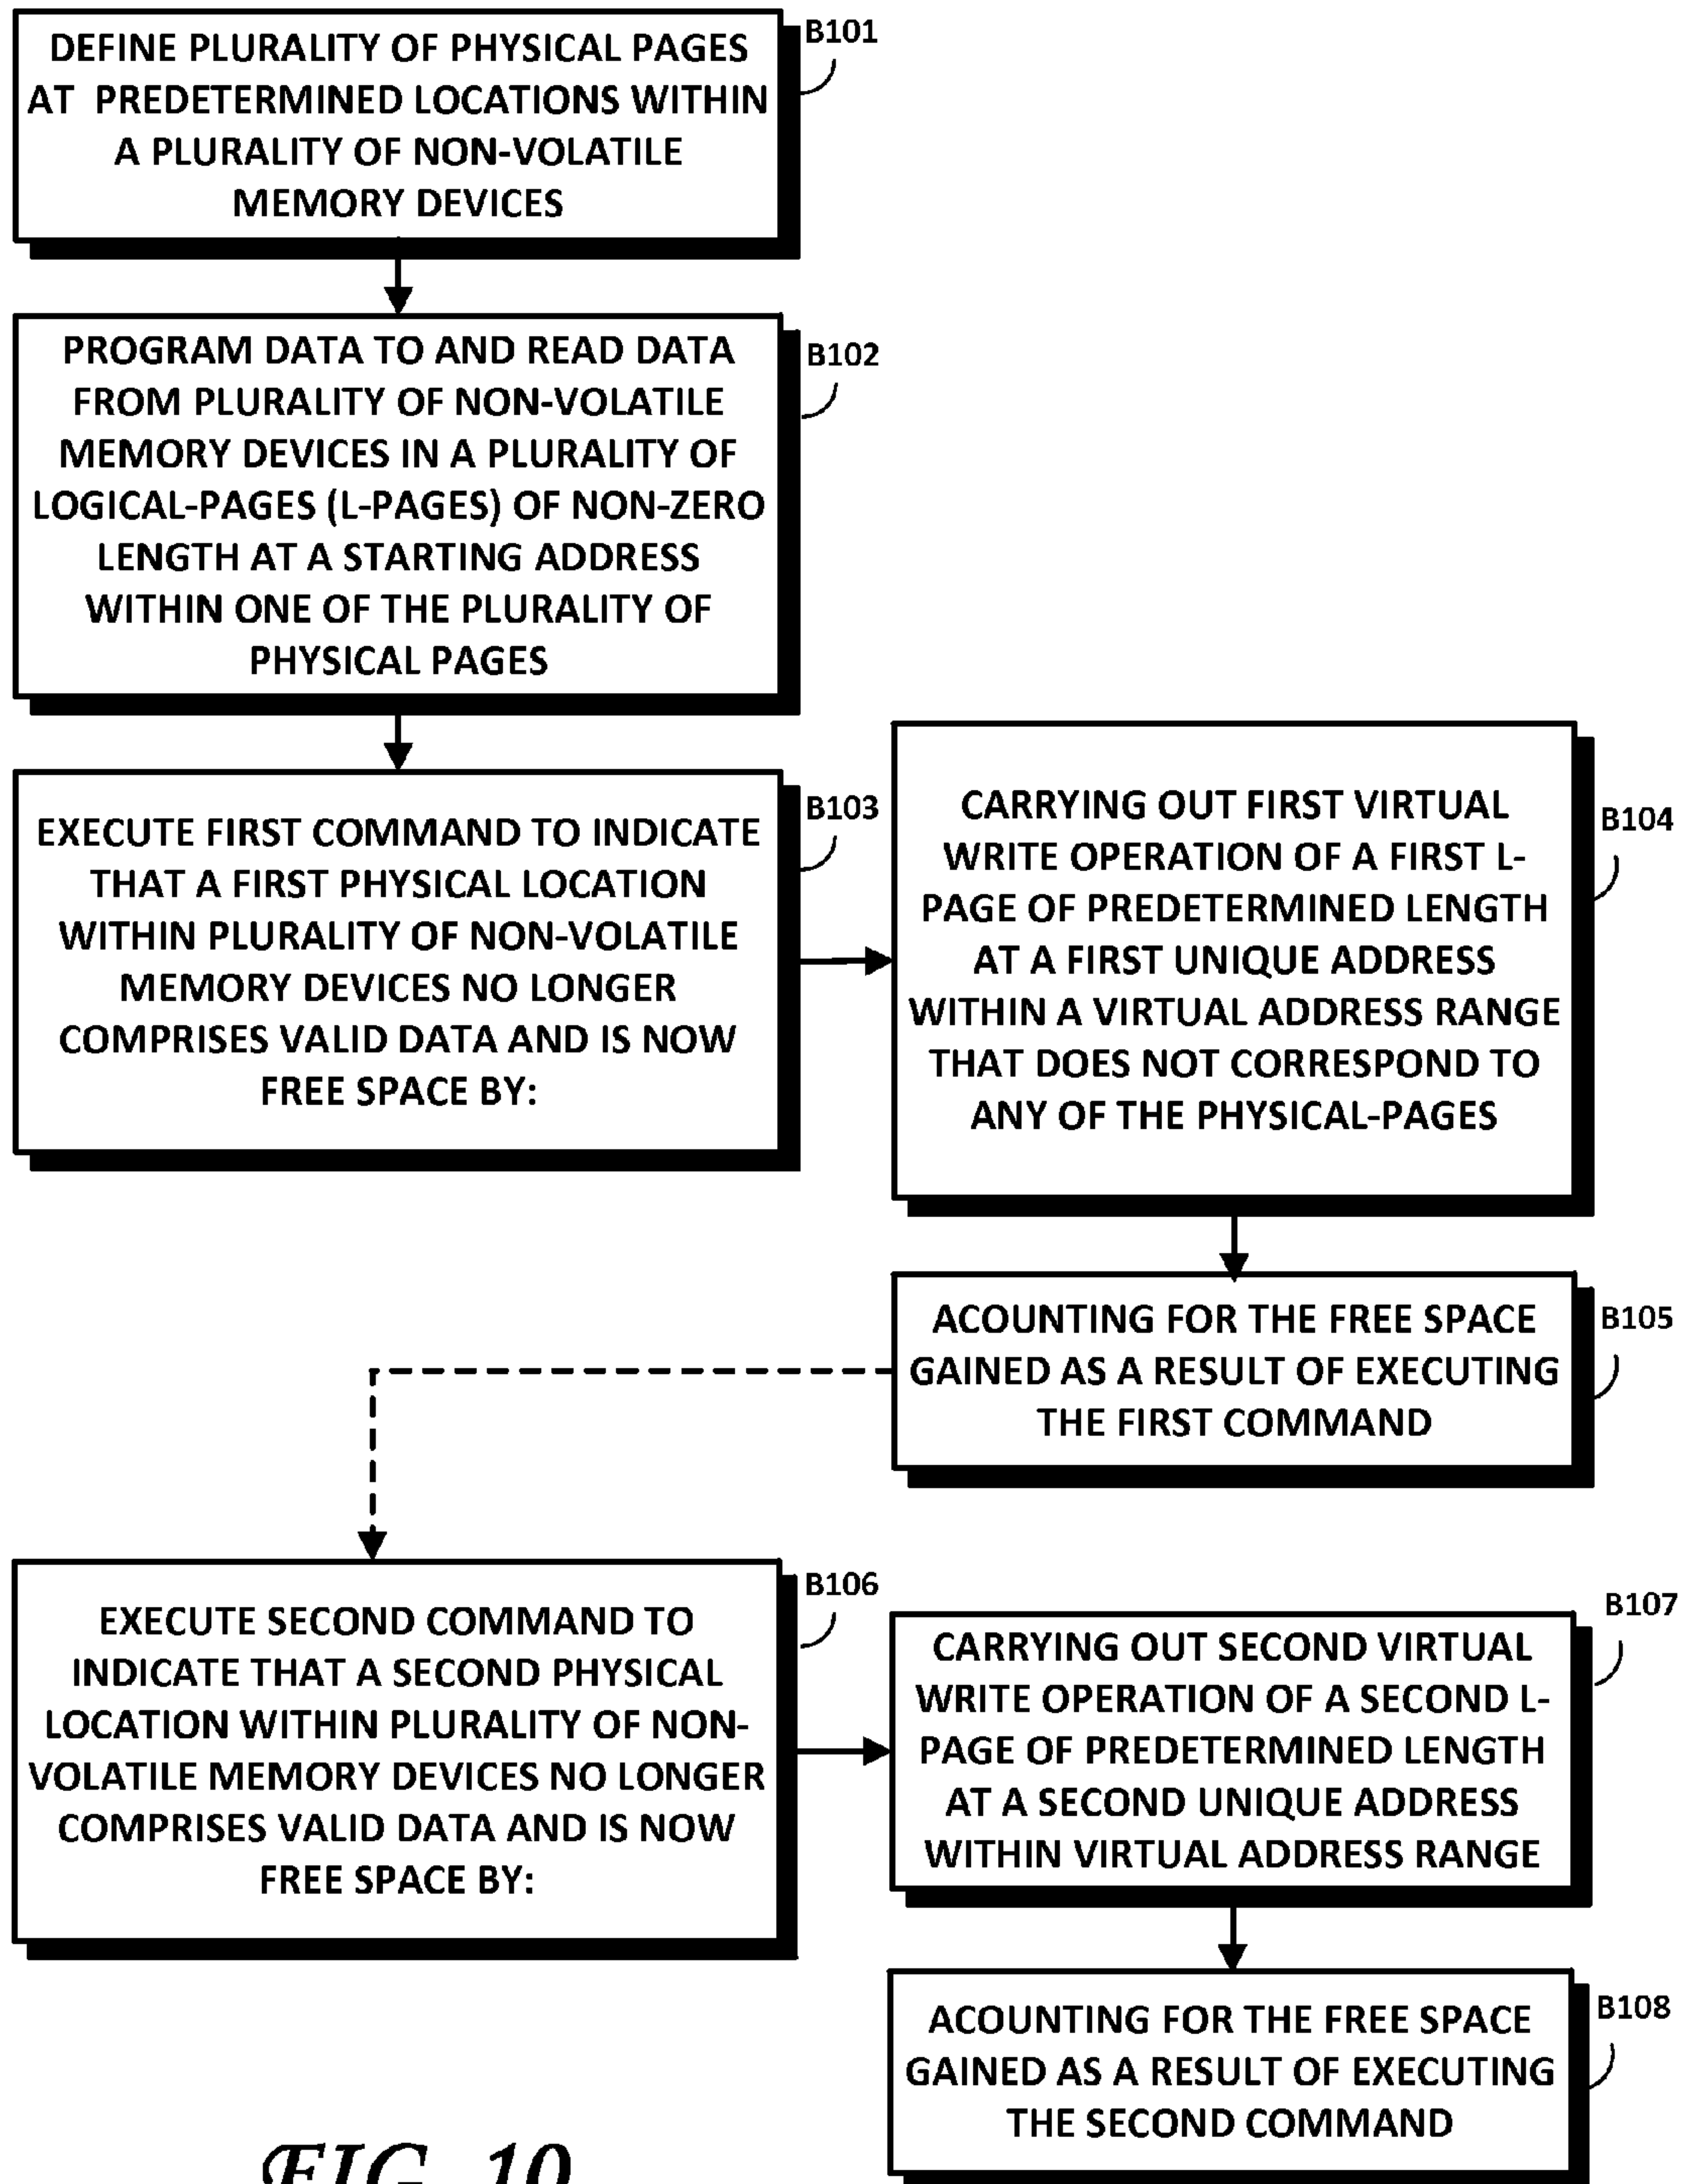 DEFINE PLURALITY OF PHYSICAL PAGES
AT PREDETERMINED LOCATIONS WITHIN
A PLURALITY OF NON-VOLATILE
MEMORY DEVICES
B101
PROGRAM DATA TO AND READ DATA
FROM PLURALITY OF NON-VOLATILE
MEMORY DEVICES IN A PLURALITY OF
LOGICAL-PAGES (L-PAGES) OF NON-ZERO
LENGTH AT A STARTING ADDRESS
WITHIN ONE OF THE PLURALITY OF
PHYSICAL PAGES
B102
EXECUTE FIRST COMMAND TO INDICATE
THAT A FIRST PHYSICAL LOCATION
WITHIN PLURALITY OF NON-VOLATILE
MEMORY DEVICES NO LONGER
COMPRISES VALID DATA AND IS NOW
FREE SPACE BY:
B103
CARRYING OUT FIRST VIRTUAL
WRITE OPERATION OF A FIRST L-
PAGE OF PREDETERMINED LENGTH
AT A FIRST UNIQUE ADDRESS
WITHIN A VIRTUAL ADDRESS RANGE
THAT DOES NOT CORRESPOND TO
ANY OF THE PHYSICAL-PAGES
B104
ACOUNTING FOR THE FREE SPACE
GAINED AS A RESULT OF EXECUTING
THE FIRST COMMAND
B105
EXECUTE SECOND COMMAND TO
INDICATE THAT A SECOND PHYSICAL
LOCATION WITHIN PLURALITY OF NON-
VOLATILE MEMORY DEVICES NO LONGER
COMPRISES VALID DATA AND IS NOW
FREE SPACE BY:
B106
CARRYING OUT SECOND VIRTUAL
WRITE OPERATION OF A SECOND L-
PAGE OF PREDETERMINED LENGTH
AT A SECOND UNIQUE ADDRESS
WITHIN VIRTUAL ADDRESS RANGE
B107
ACOUNTING FOR THE FREE SPACE
GAINED AS A RESULT OF EXECUTING
THE SECOND COMMAND
B108
FIG. 10